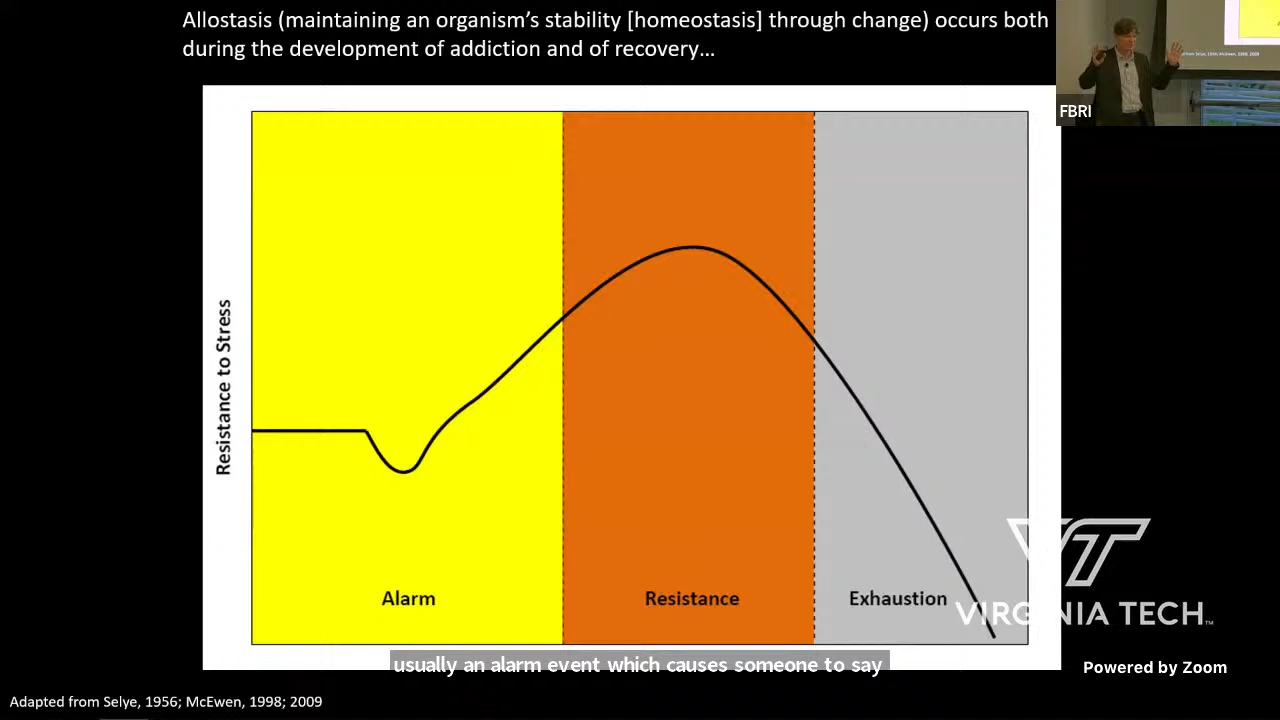 Allostasis (maintaining an organism’s stability [homeostasis] through change) occurs both
during the development of addiction and of recovery…
FBRI
Resistance to Stress
Alarm
Resistance
Exhaustion
VT
VIRGINIA TECH™
usually an alarm event which causes someone to say
Powered by Zoom
Adapted from Selye, 1956; McEwen, 1998; 2009